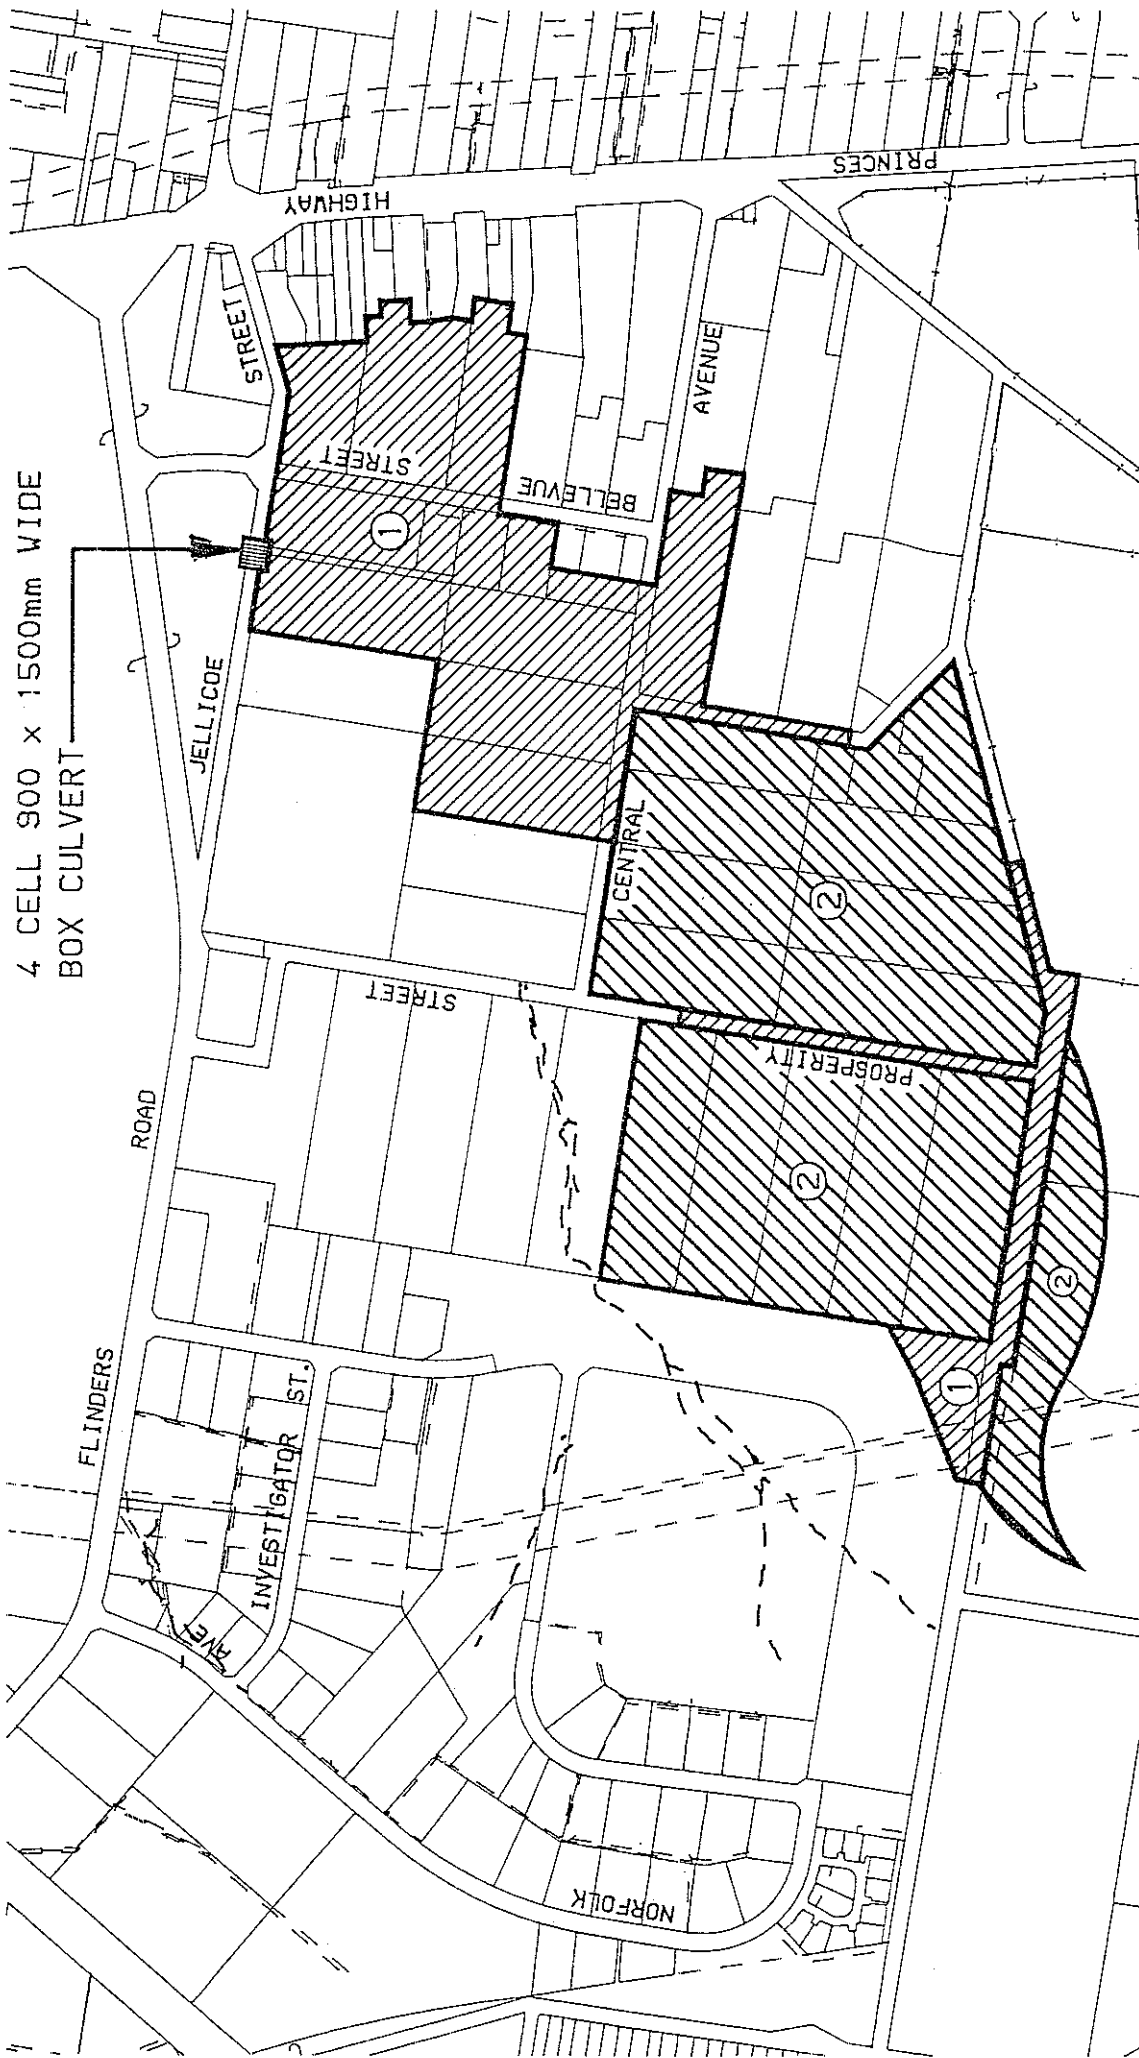 4 CELL 900 x 1500mm WIDE
BOX CULVERT
HIGHWAY
PRINCES
STREET
STREET
BELLEVUE
AVENUE
1
JELLICOE
CENTRAL
2
STREET
PROSPERITY
ROAD
2
2
1
FLINDERS
INVESTIGATOR ST.
AVE
NORFOLK